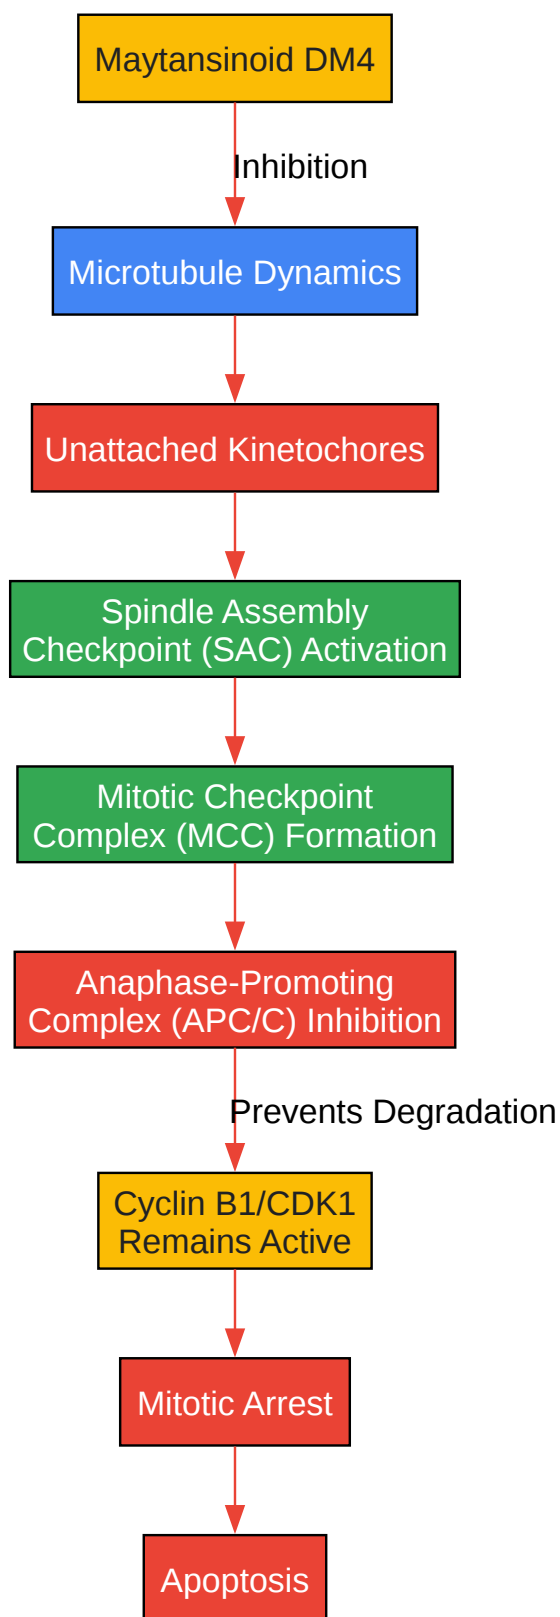 Maytansinoid DM4
Inhibition
Microtubule Dynamics
Unattached Kinetochores
Spindle Assembly
Checkpoint (SAC) Activation
Mitotic Checkpoint
Complex (MCC) Formation
Anaphase-Promoting
Complex (APC/C) Inhibition
Prevents Degradation
Cyclin B1/CDK1
Remains Active
Mitotic Arrest
Apoptosis